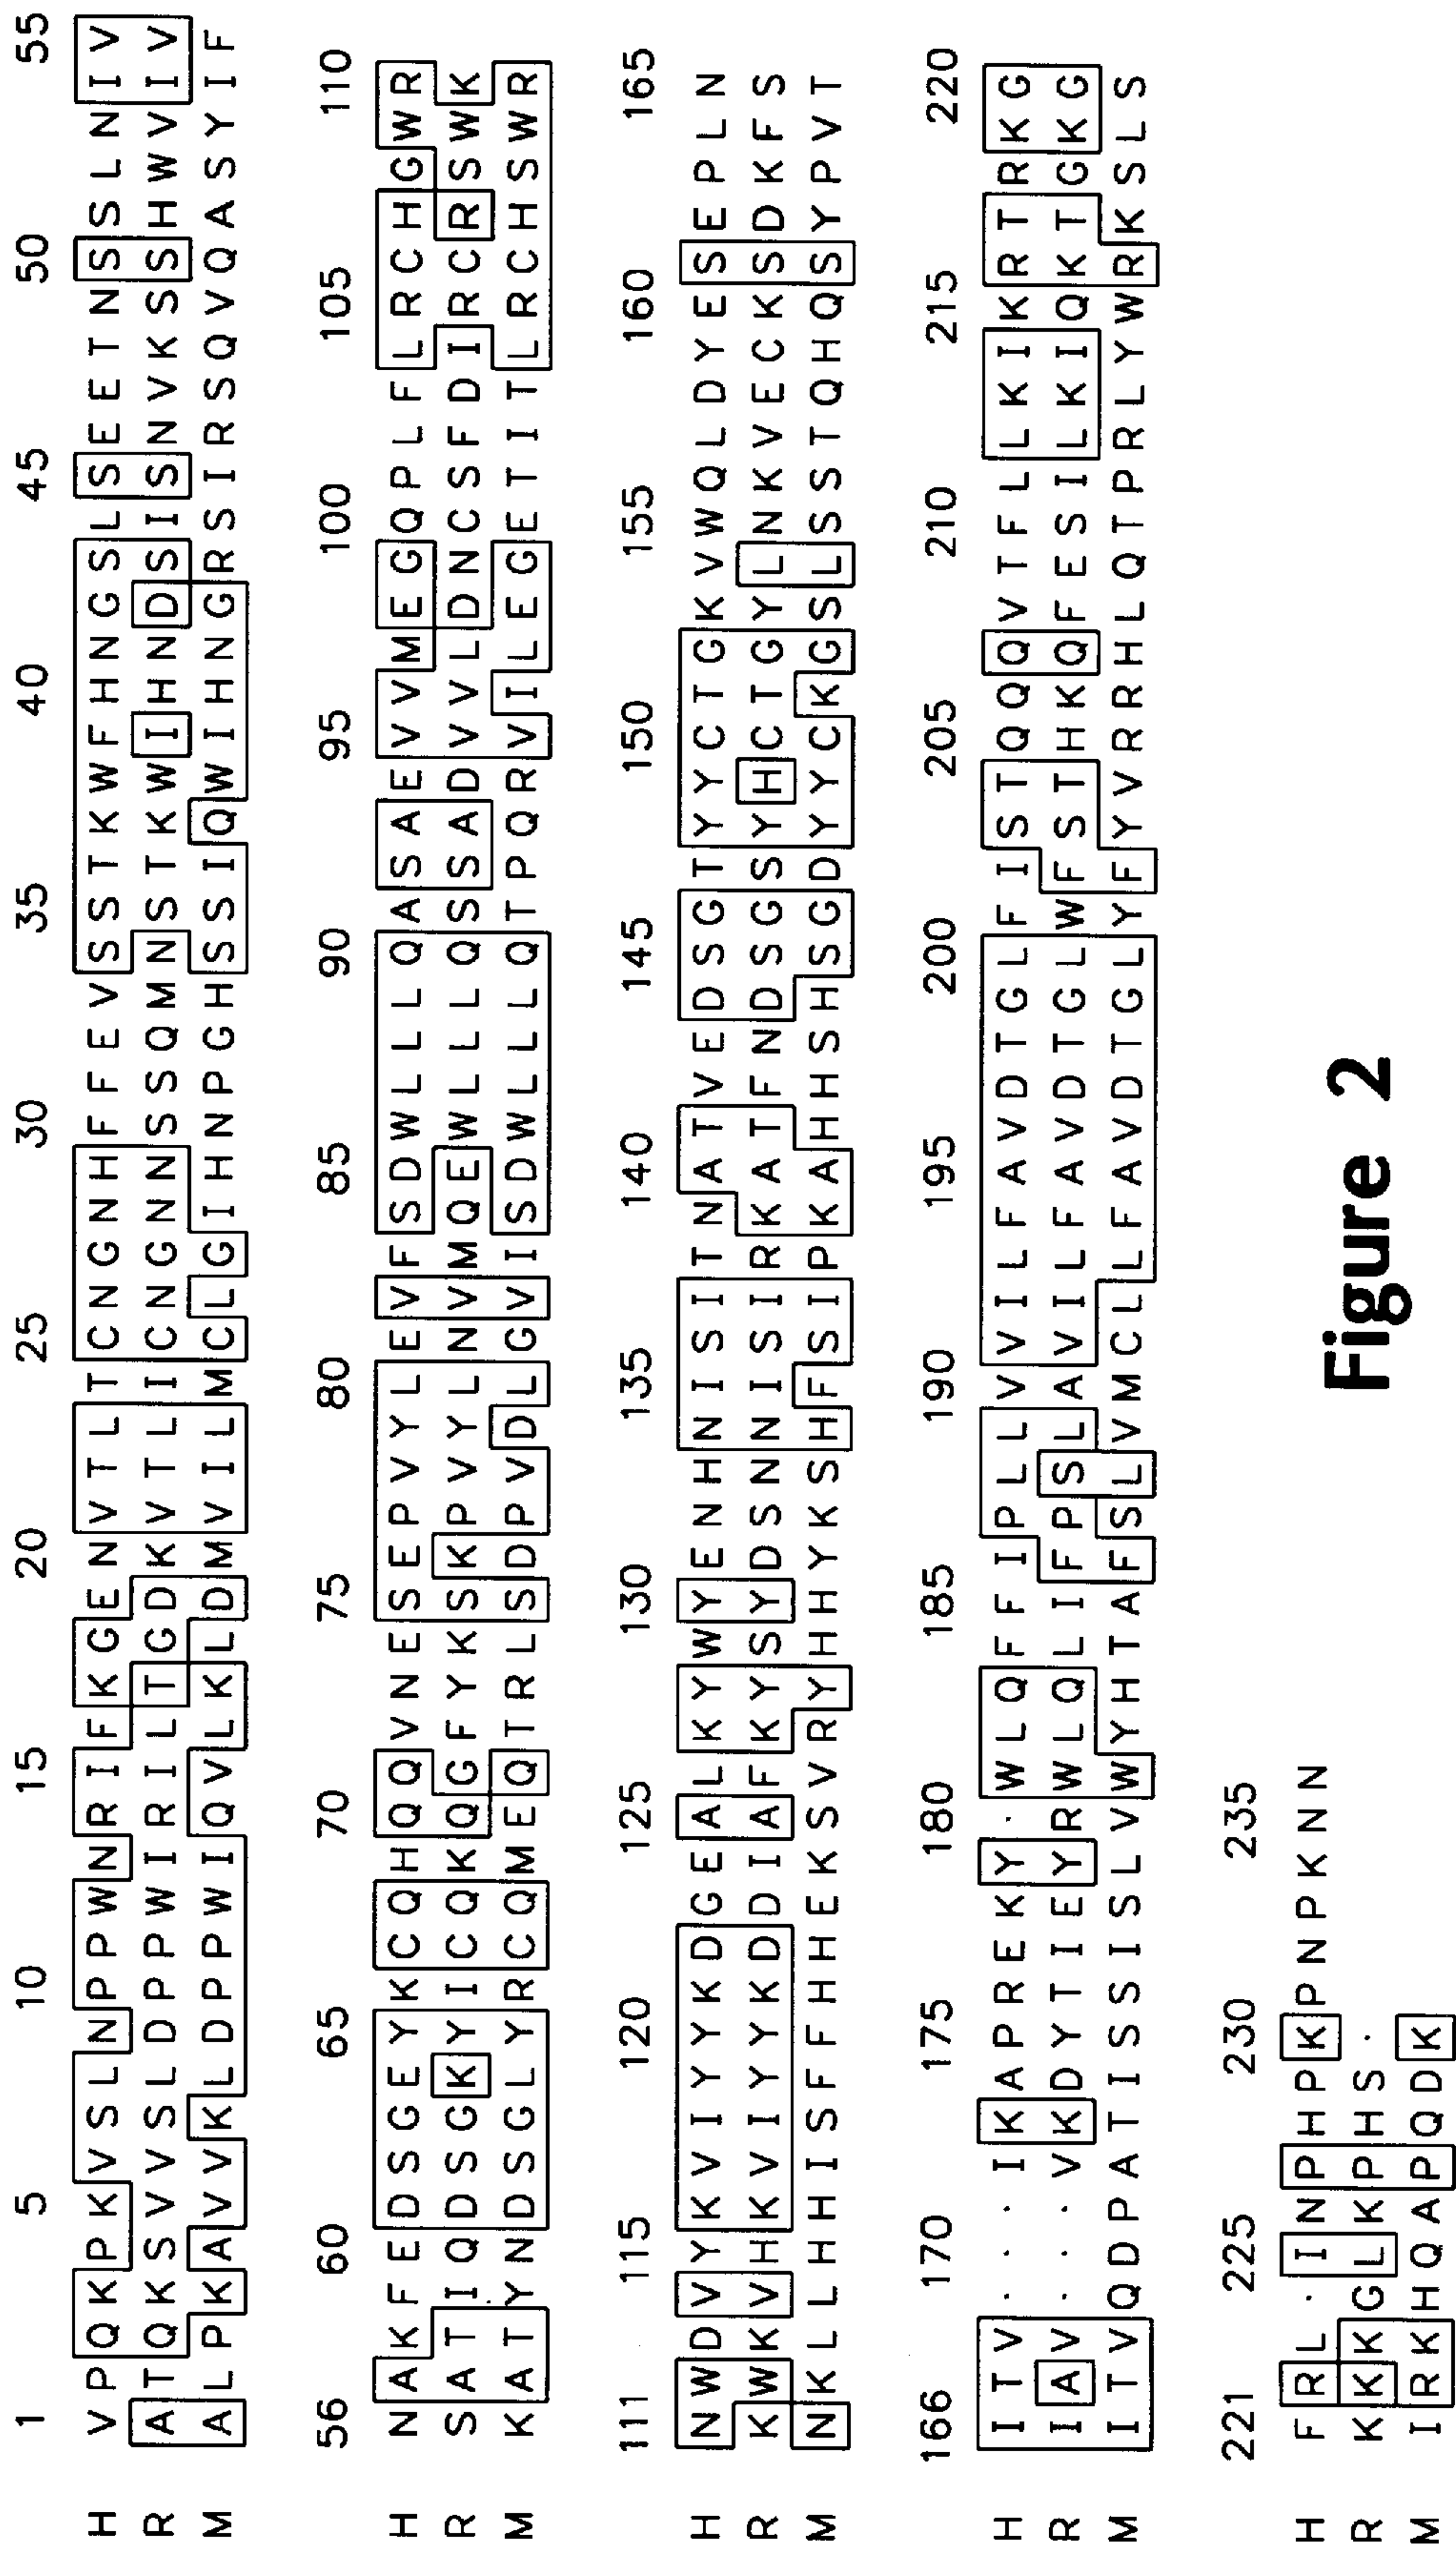 1 5 10 15 20 25 30 35 40 45 50 55
H V P Q K P K V S L N P P W N R I F K G E N V T L T C N G N H F F E V S S T K W F H N G S L S E E T N S S L N I V
R A T Q K S V V S L D P P W I R I L T G D K V T L I C N G N N S S Q M N S T K W I H N D S I S N V K S S H W V I V
M A L P K A V V K L D P P W I Q V L K L D M V I L M C L G I H N P G H S S I Q W I H N G R S I R S Q V Q A S Y I F
56 60 65 70 75 80 85 90 95 100 105 110
H N A K F E D S G E Y K C Q H Q Q V N E S E P V Y L E V F S D W L L L Q A S A E V V M E G Q P L F L R C H G W R
R S A T I Q D S G K Y I C Q K Q G F Y K S K P V Y L N V M Q E W L L L Q S S A D V V L D N C S F D I R C R S W K
M K A T Y N D S G L Y R C Q M E Q T R L S D P V D L G V I S D W L L L Q T P Q R V I L E G E T I T L R C H S W R
111 115 120 125 130 135 140 145 150 155 160 165
H N W D V Y K V I Y Y K D G E A L K Y W Y E N H N I S I T N A T V E D S G T Y Y C T G K V W Q L D Y E S E P L N
R K W K V H K V I Y Y K D D I A F K Y S Y D S N N I S I R K A T F N D S G S Y H C T G Y L N K V E C K S D K F S
M N K L L H H I S F F H H E K S V R Y H H Y K S H F S I P K A H H S H S G D Y Y C K G S L S S T Q H Q S Y P V T
166 170 175 180 185 190 195 200 205 210 215 220
H I T V . . . I K A P R E K Y . W L Q F F I P L L V V I L F A V D T G L F I S T Q Q Q V T F L L K I K R T R K G
R I A V . . . V K D Y T I E Y R W L Q L I F P S L A V I L F A V D T G L W F S T H K Q F E S I L K I Q K T G K G
M I T V Q D P A T I S S I S L V W Y H T A F S L V M C L L F A V D T G L Y F Y V R R H L Q T P R L Y W R K S L S
221 225 230 235
H F R L . I N P H P K P N P K N N
R K K K G L K P H S .
M I R K H Q A P Q D K
Figure 2